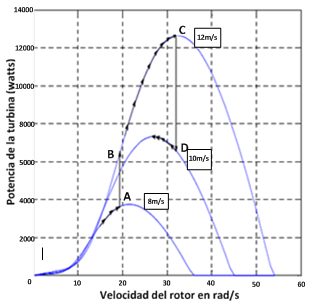 Potencia de la turbina (watts)
14000
12000
10000
8000
6000
4000
2000
0 10 20 30 40 50 60
Velocidad del rotor en rad/s
C
12m/s
B
D
10m/s
A
8m/s